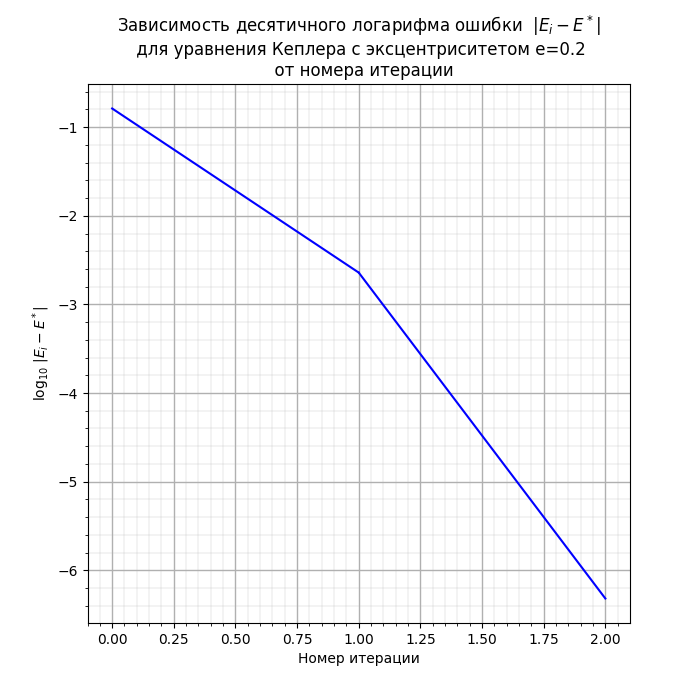 Зависимость десятичного логарифма ошибки |E_i − E^*|
для уравнения Кеплера с эксцентриситетом e=0.2
от номера итерации
log₁₀ |E_i − E^*|
−1
−2
−3
−4
−5
−6
0.00 0.25 0.50 0.75 1.00 1.25 1.50 1.75 2.00
Номер итерации